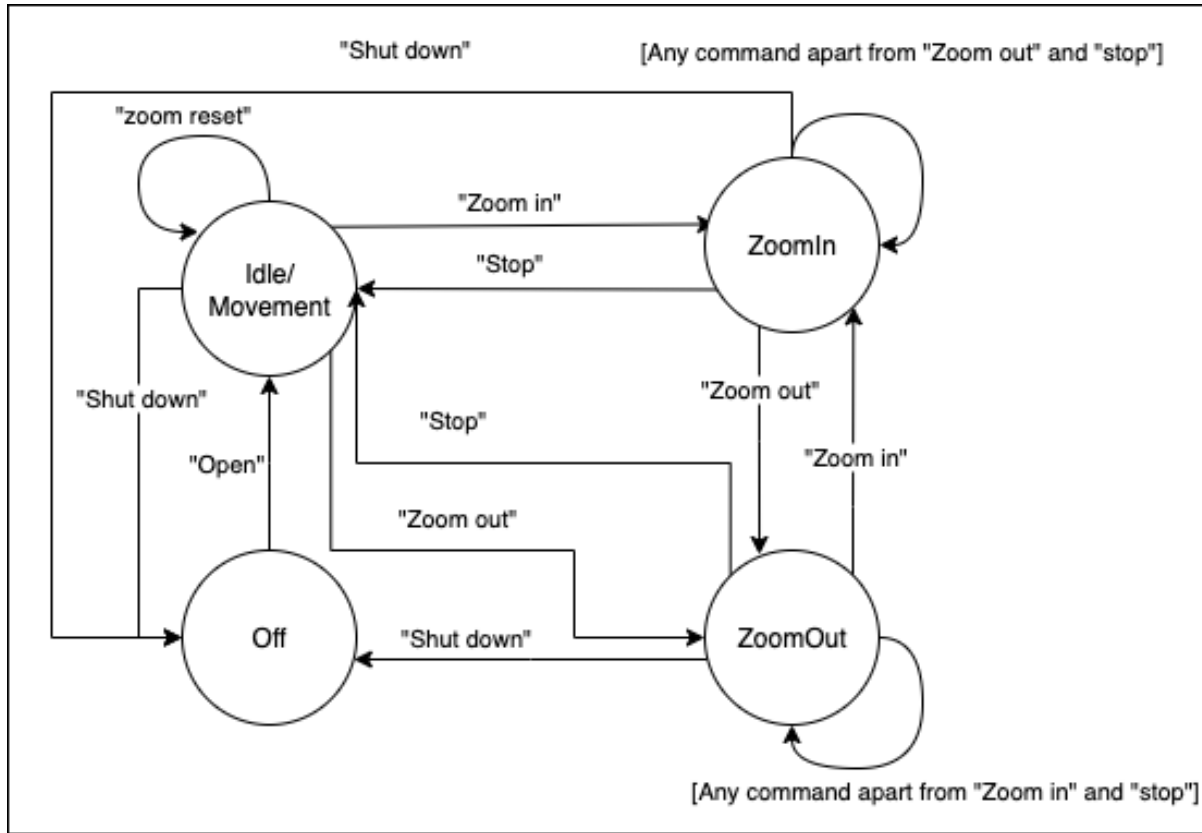 "Shut down"
[Any command apart from "Zoom out" and "stop"]
"zoom reset"
"Zoom in"
ZoomIn
"Stop"
Idle/
Movement
"Zoom out"
"Shut down"
"Stop"
"Zoom in"
"Open"
"Zoom out"
Off
"Shut down"
ZoomOut
[Any command apart from "Zoom in" and "stop"]